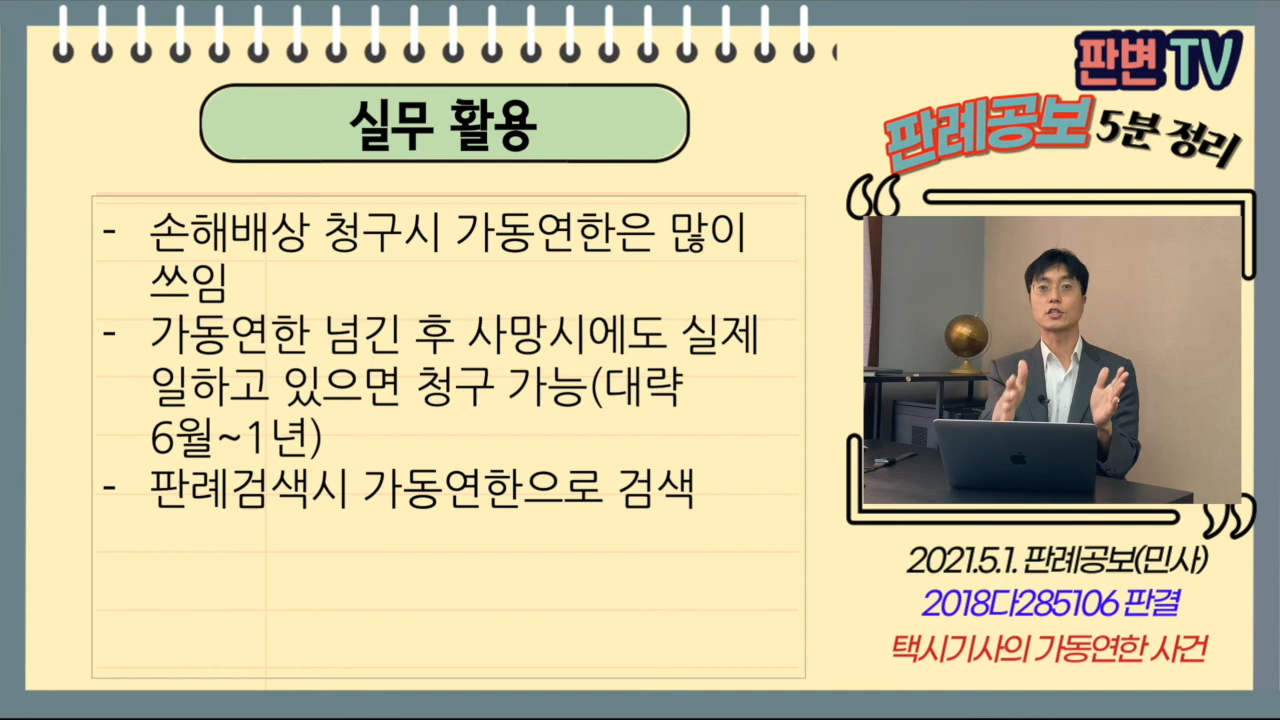 판변 TV
판례공보 5분 정리
실무 활용
- 손해배상 청구시 가동연한은 많이
쓰임
- 가동연한 넘긴 후 사망시에도 실제
일하고 있으면 청구 가능(대략
6월~1년)
- 판례검색시 가동연한으로 검색
2021.5.1. 판례공보(민사)
2018다285106 판결
택시기사의 가동연한 사건